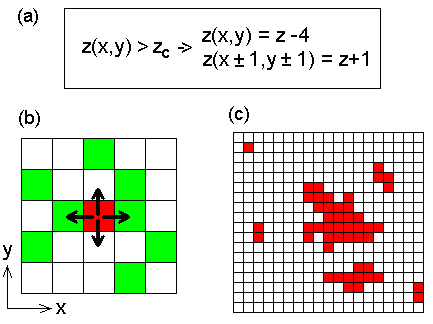 (a)
z(x,y) > zc -> z(x,y) = z -4
z(x ± 1,y ± 1) = z+1
(b)
(c)
y
x